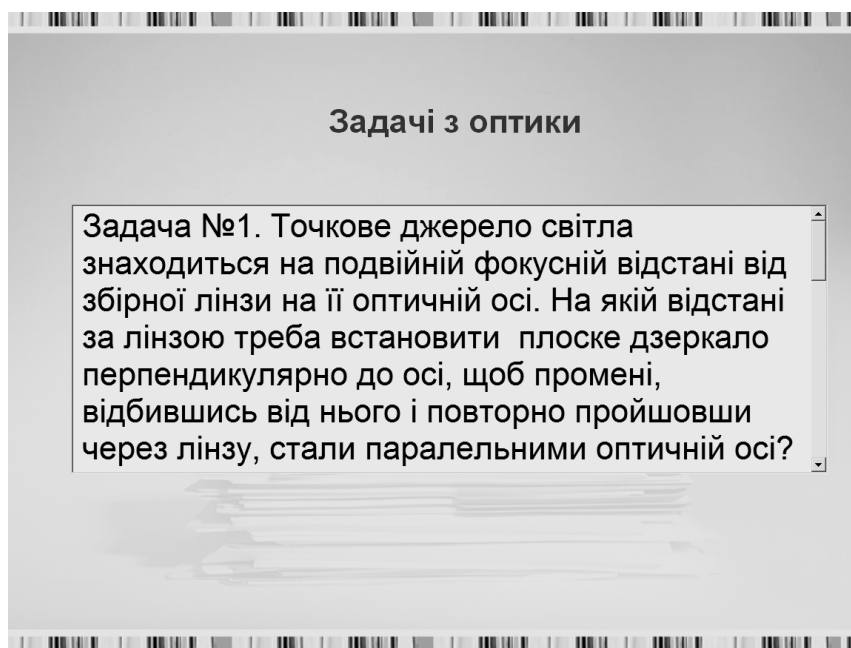 Задачі з оптики
Задача №1. Точкове джерело світла
знаходиться на подвійній фокусній відстані від
збірної лінзи на її оптичній осі. На якій відстані
за лінзою треба встановити  плоске дзеркало
перпендикулярно до осі, щоб промені,
відбившись від нього і повторно пройшовши
через лінзу, стали паралельними оптичній осі?